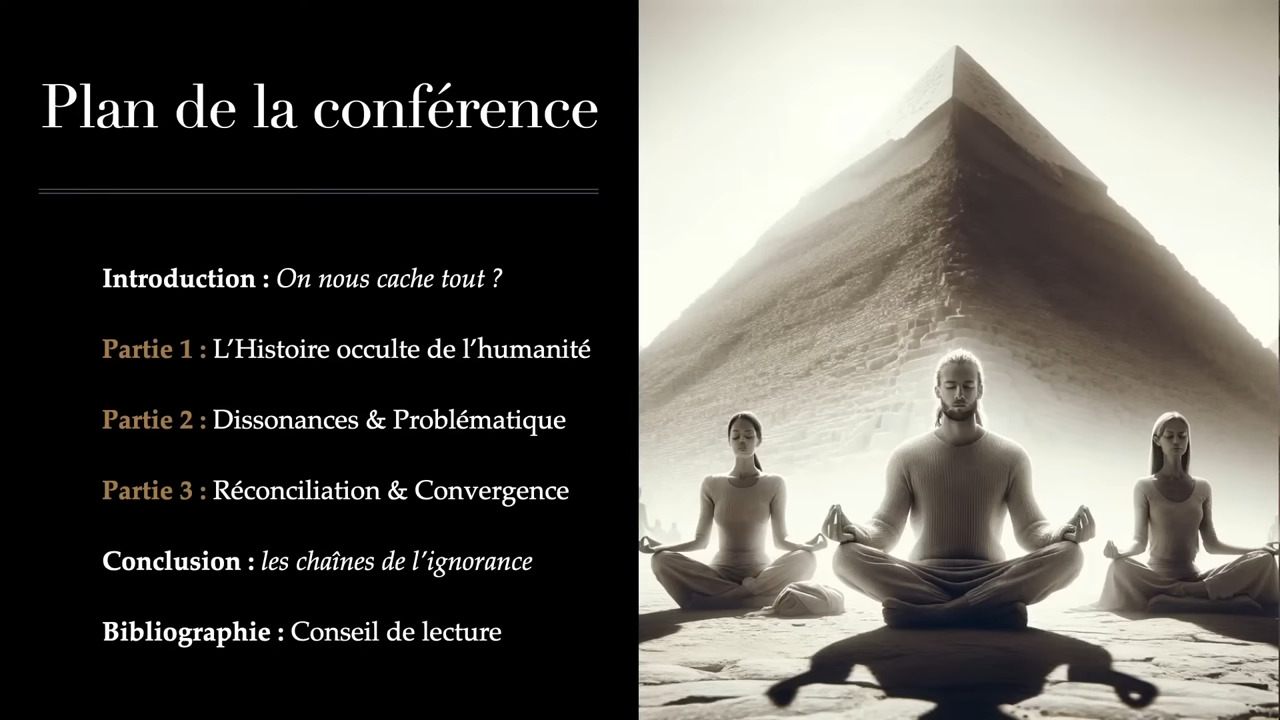 Plan de la conférence
Introduction : On nous cache tout ?
Partie 1 : L’Histoire occulte de l’humanité
Partie 2 : Dissonances & Problématique
Partie 3 : Réconciliation & Convergence
Conclusion : les chaînes de l’ignorance
Bibliographie : Conseil de lecture